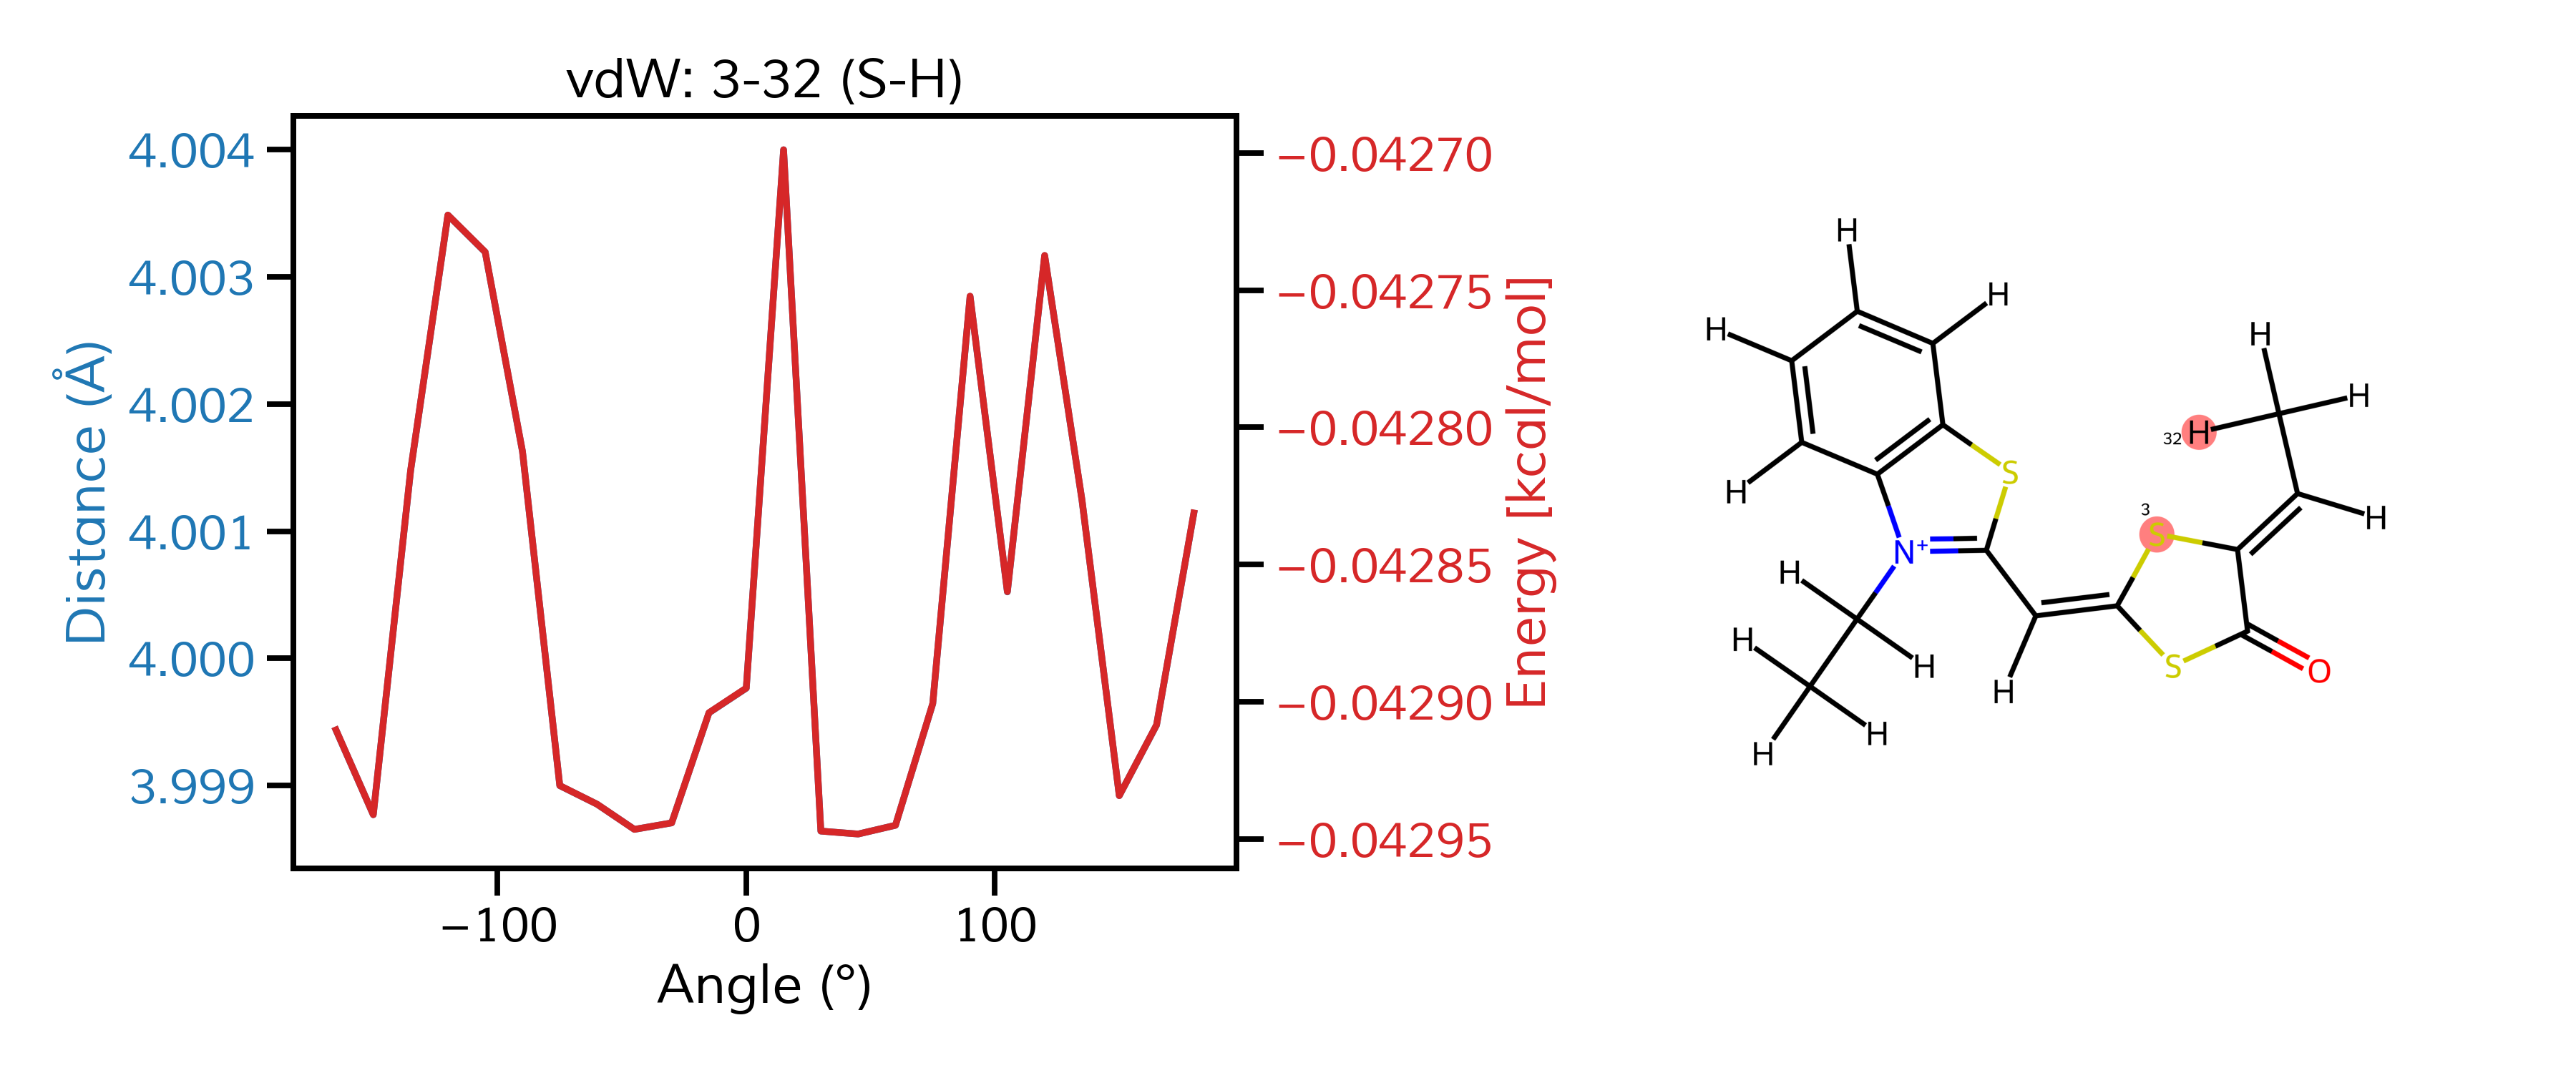 vdW: 3-32 (S-H)
4.004
4.003
4.002
4.001
4.000
3.999
Distance (Å)
−0.04270
−0.04275
−0.04280
−0.04285
−0.04290
−0.04295
Energy [kcal/mol]
−100
0
100
Angle (°)
H
H
H
H
H
H
32
H
S
H
H
3
S
N⁺
H
H
H
S
O
H
H
H